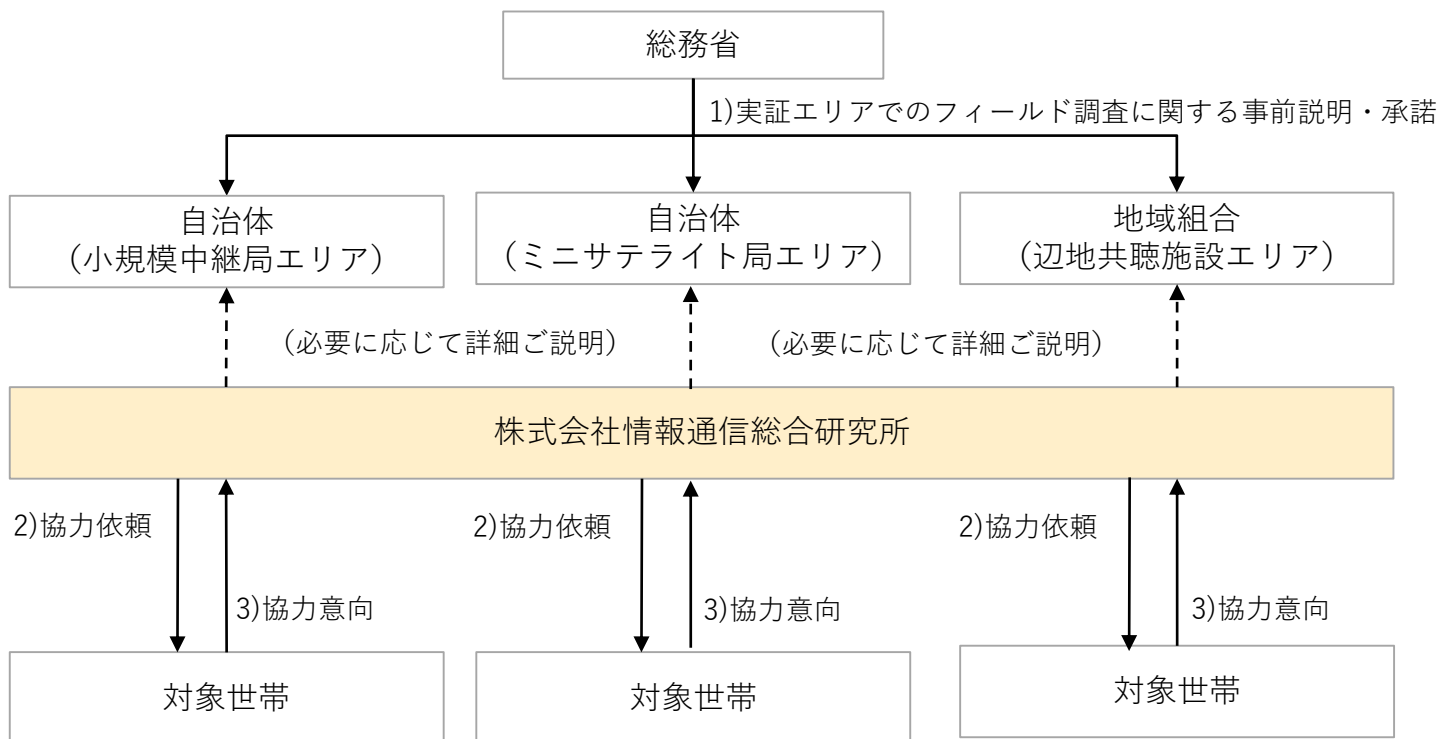 総務省
1)実証エリアでのフィールド調査に関する事前説明・承諾
自治体
(小規模中継局エリア)
自治体
(ミニサテライト局エリア)
地域組合
(辺地共聴施設エリア)
(必要に応じて詳細ご説明)
(必要に応じて詳細ご説明)
株式会社情報通信総合研究所
2)協力依頼
2)協力依頼
2)協力依頼
3)協力意向
3)協力意向
3)協力意向
対象世帯
対象世帯
対象世帯